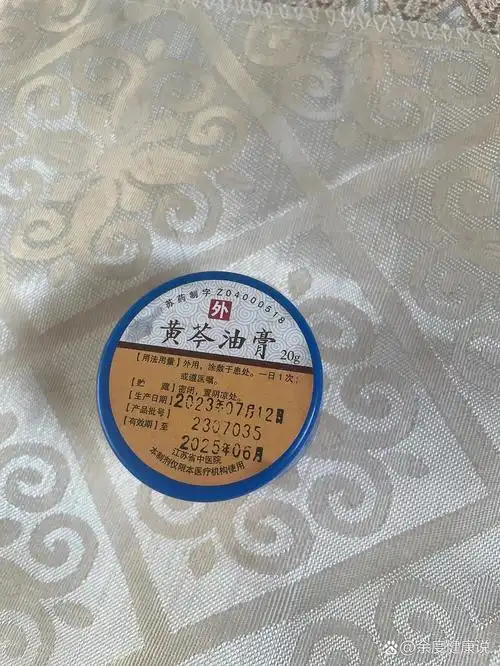 苏药制字Z04000518
外
黄芩油膏
20g
【用法用量】外用，涂敷于患处。一日1次；
或遵医嘱。
【贮 藏】密闭，置阴凉处。
【生产日期】2023年07月12日
【产品批号】2307035
【有效期】至 2025年06月
江苏省中医院
本制剂仅限本医疗机构使用
余度健康说